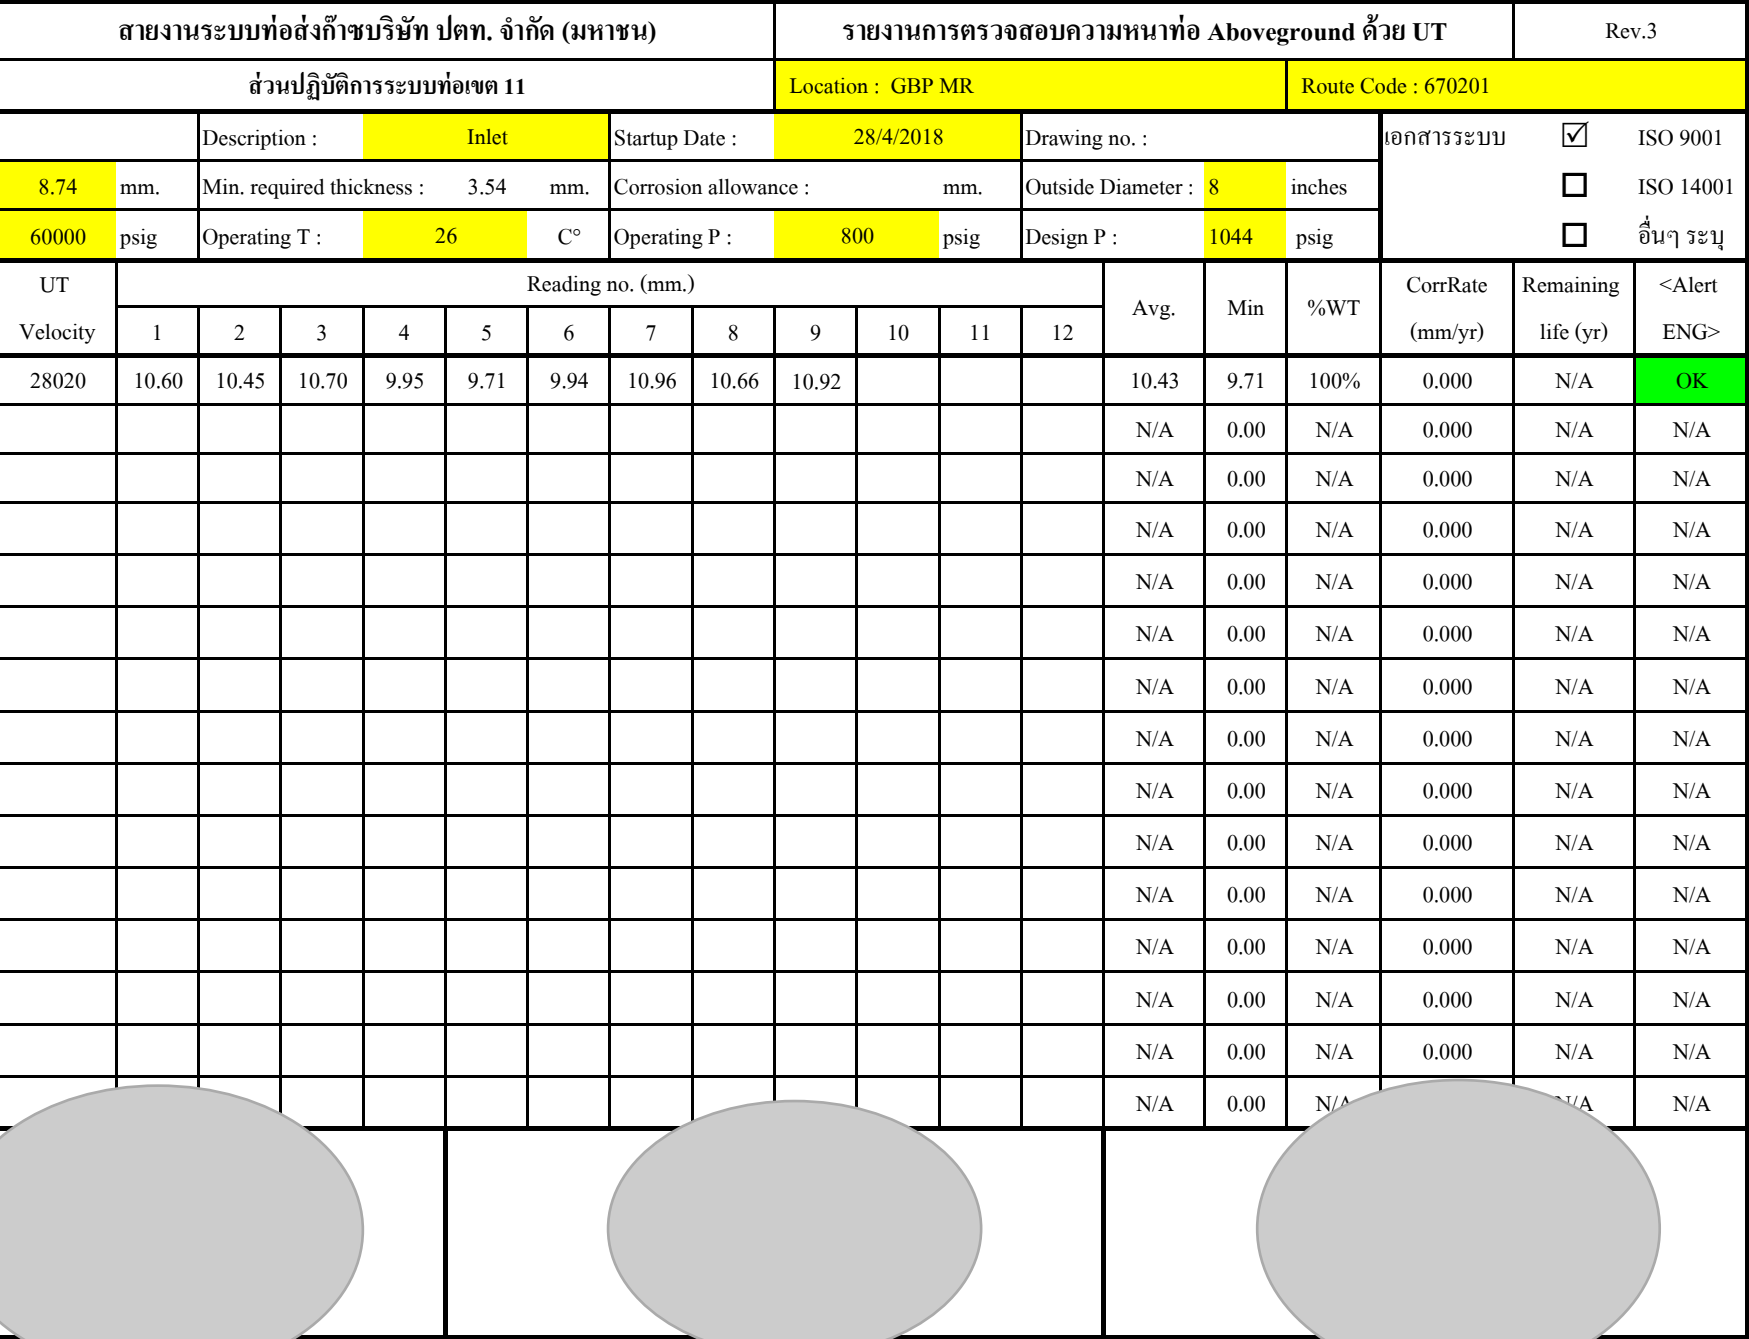 สายงานระบบท่อส่งก๊าซบริษัท ปตท. จำกัด (มหาชน) รายงานการตรวจสอบความหนาท่อ Aboveground ด้วย UT Rev.3
ส่วนปฏิบัติการระบบท่อเขต 11 Location : GBP MR Route Code : 670201
Description : Inlet Startup Date : 28/4/2018 Drawing no. : เอกสารระบบ ☑ ISO 9001
8.74 mm. Min. required thickness : 3.54 mm. Corrosion allowance : mm. Outside Diameter : 8 inches ☐ ISO 14001
60000 psig Operating T : 26 C° Operating P : 800 psig Design P : 1044 psig ☐ อื่นๆ ระบุ
UT Reading no. (mm.) Avg. Min %WT CorrRate Remaining <Alert
Velocity 1 2 3 4 5 6 7 8 9 10 11 12 (mm/yr) life (yr) ENG>
28020 10.60 10.45 10.70 9.95 9.71 9.94 10.96 10.66 10.92 10.43 9.71 100% 0.000 N/A OK
N/A 0.00 N/A 0.000 N/A N/A
N/A 0.00 N/A 0.000 N/A N/A
N/A 0.00 N/A 0.000 N/A N/A
N/A 0.00 N/A 0.000 N/A N/A
N/A 0.00 N/A 0.000 N/A N/A
N/A 0.00 N/A 0.000 N/A N/A
N/A 0.00 N/A 0.000 N/A N/A
N/A 0.00 N/A 0.000 N/A N/A
N/A 0.00 N/A 0.000 N/A N/A
N/A 0.00 N/A 0.000 N/A N/A
N/A 0.00 N/A 0.000 N/A N/A
N/A 0.00 N/A 0.000 N/A N/A
N/A 0.00 N/A 0.000 N/A N/A
N/A 0.00 N/A N/A N/A